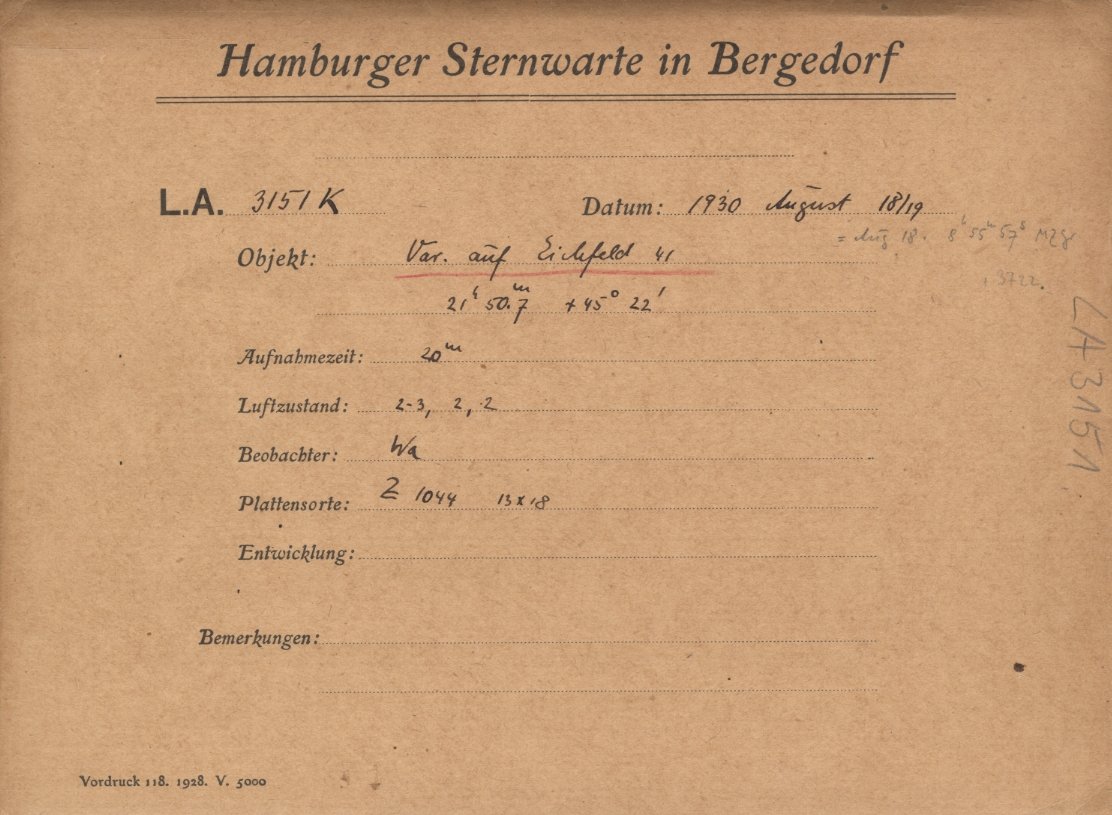 Hamburger Sternwarte in Bergedorf
L.A. 3151 K Datum: 1930 August 18/19
= Aug 18. 8ʰ 55ᵐ 57ˢ MZGr
Objekt: Var. auf Eichfeld 41
.3722.
21ʰ 50.ᵐ7 +45° 22'
LA 3151
Aufnahmezeit: 20ᵐ
Luftzustand: 2-3, 2, 2
Beobachter: Wa
Plattensorte: Z 1044 13x18
Entwicklung:
Bemerkungen:
Vordruck 118. 1928. V. 5000